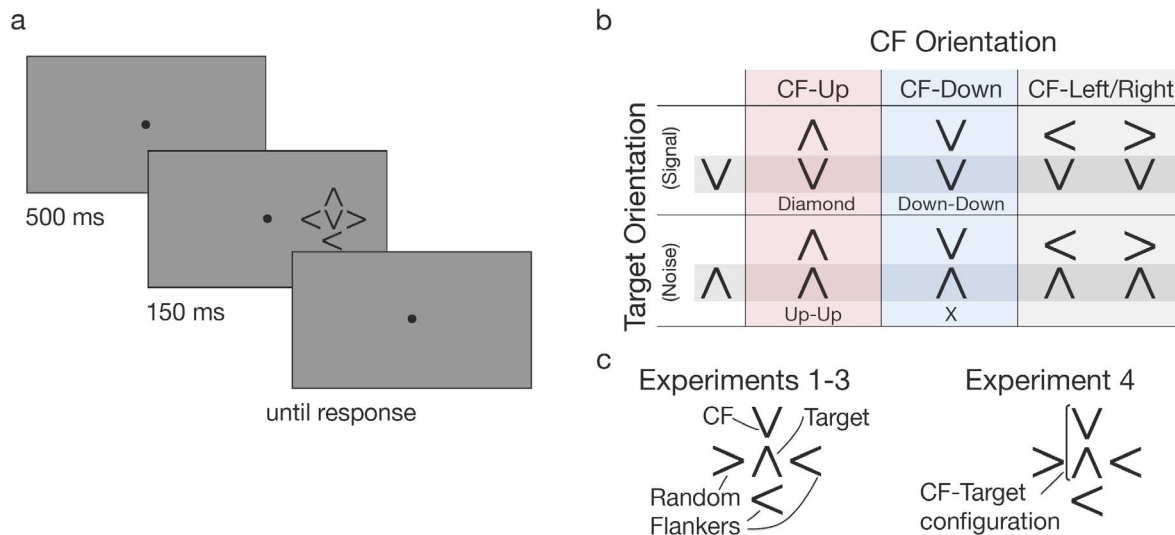 a
500 ms
150 ms
until response
b
CF Orientation
CF-Up CF-Down CF-Left/Right
Target Orientation
(Signal)
Diamond Down-Down
(Noise)
Up-Up X
c
Experiments 1-3
CF Target
Random
Flankers
Experiment 4
CF-Target
configuration